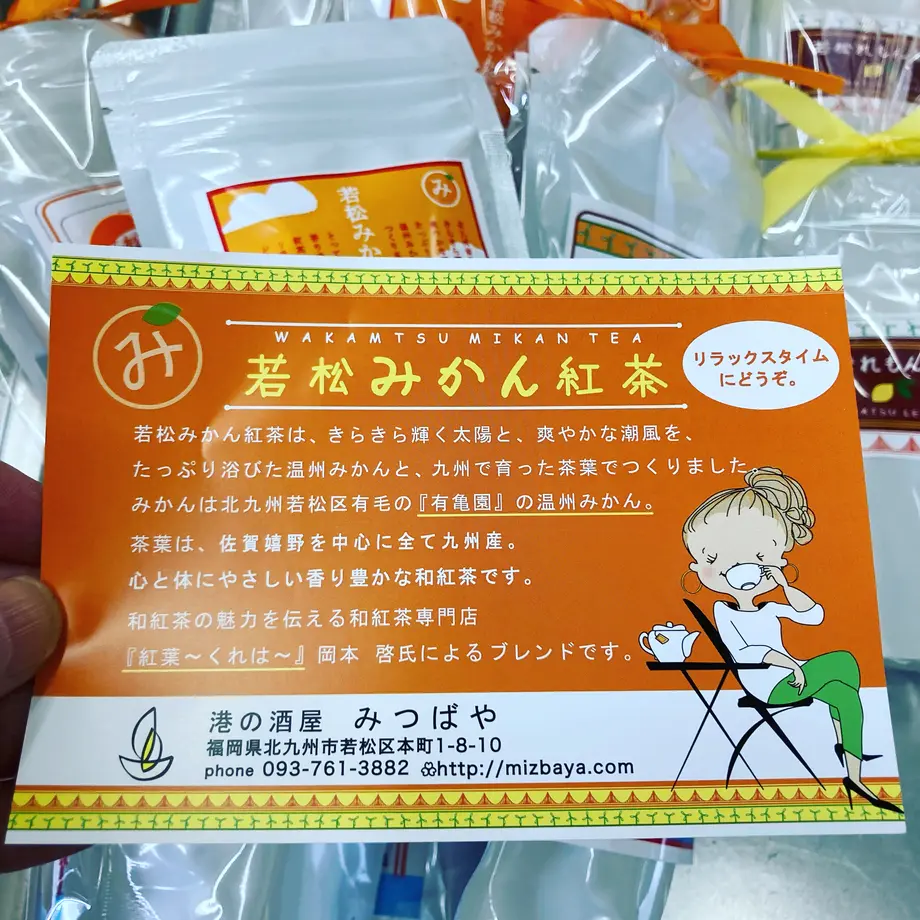 若松れもん
若松みか
み
み
WAKAMTSU MIKAN TEA
若松みかん紅茶
リラックスタイム
にどうぞ。
若松みかん紅茶は、きらきら輝く太陽と、爽やかな潮風を、
たっぷり浴びた温州みかんと、九州で育った茶葉でつくりました。
みかんは北九州若松区有毛の『有亀園』の温州みかん。
茶葉は、佐賀嬉野を中心に全て九州産。
心と体にやさしい香り豊かな和紅茶です。
和紅茶の魅力を伝える和紅茶専門店
『紅葉～くれは～』岡本 啓氏によるブレンドです。
れもん
港の酒屋 みつばや
福岡県北九州市若松区本町1-8-10
phone 093-761-3882 http://mizbaya.com